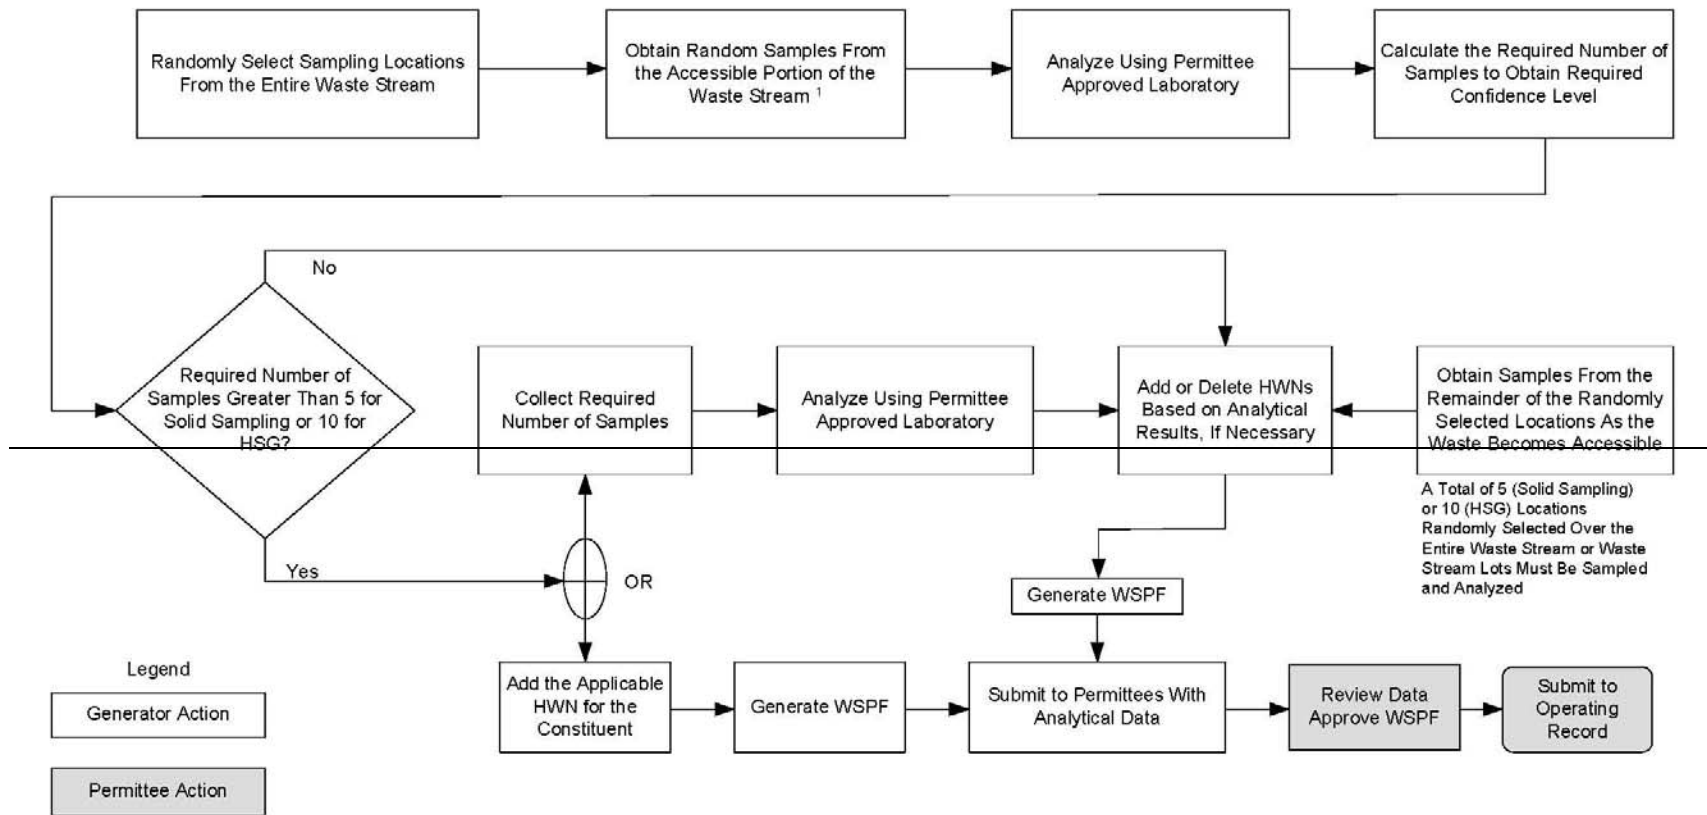 Randomly Select Sampling Locations
From the Entire Waste Stream
Obtain Random Samples From
the Accessible Portion of the
Waste Stream 1
Analyze Using Permittee
Approved Laboratory
Calculate the Required Number of
Samples to Obtain Required
Confidence Level
No
Required Number of
Samples Greater Than 5 for
Solid Sampling or 10 for
HSG?
Collect Required
Number of Samples
Analyze Using Permittee
Approved Laboratory
Add or Delete HWNs
Based on Analytical
Results, If Necessary
Obtain Samples From the
Remainder of the Randomly
Selected Locations As the
Waste Becomes Accessible
A Total of 5 (Solid Sampling)
or 10 (HSG) Locations
Randomly Selected Over the
Entire Waste Stream or Waste
Stream Lots Must Be Sampled
and Analyzed
Yes
OR
Generate WSPF
Legend
Generator Action
Permittee Action
Add the Applicable
HWN for the
Constituent
Generate WSPF
Submit to Permittees With
Analytical Data
Review Data
Approve WSPF
Submit to
Operating
Record